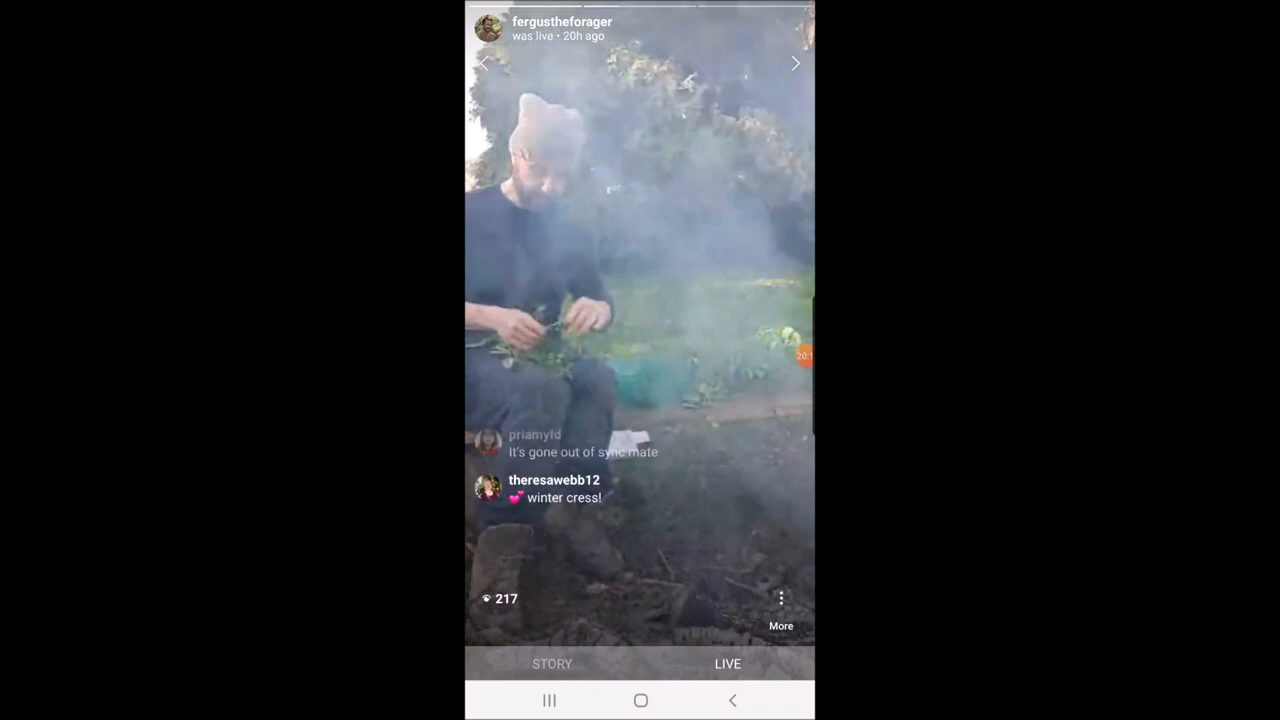 fergustheforager
was live • 20h ago
priamyfd
It's gone out of sync mate
theresawebb12
💕 winter cress!
217
More
STORY
LIVE